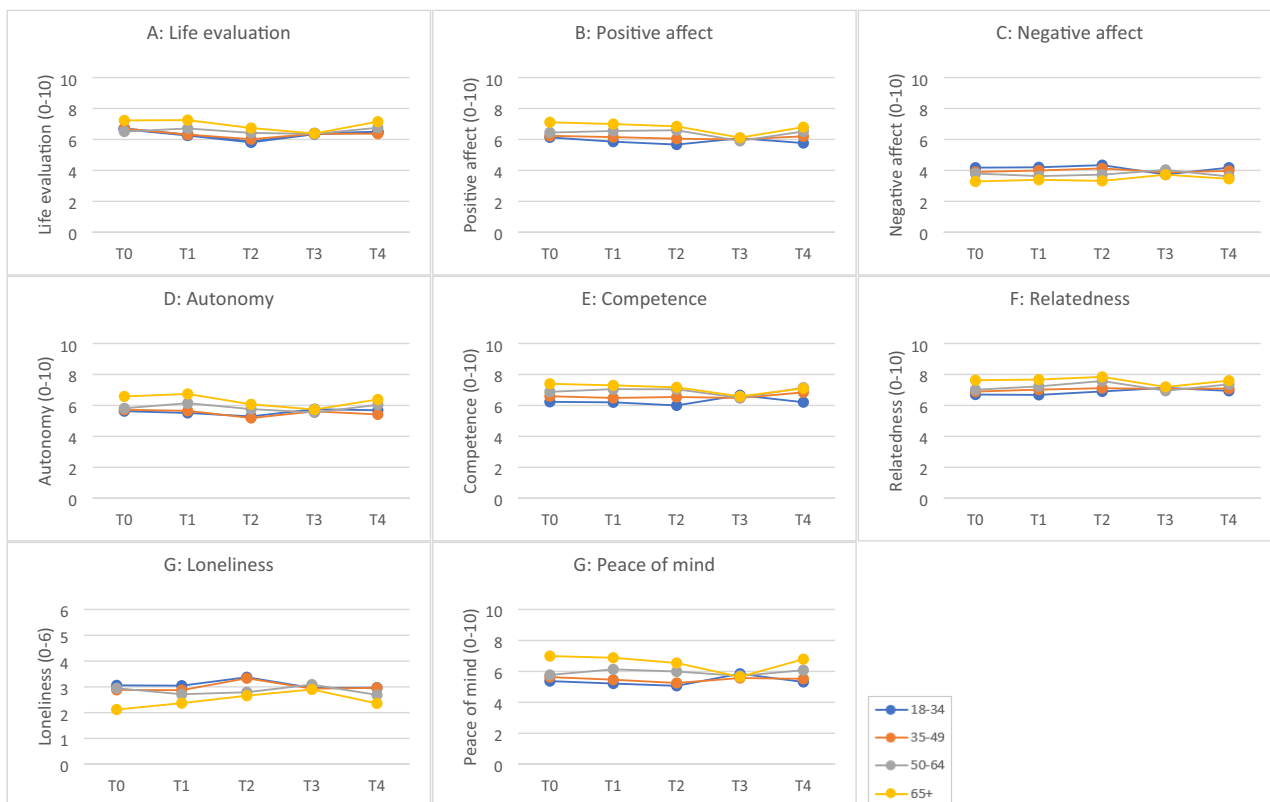 A: Life evaluation
Life evaluation (0-10)
10
8
6
4
2
0
T0 T1 T2 T3 T4
B: Positive affect
Positive affect (0-10)
10
8
6
4
2
0
T0 T1 T2 T3 T4
C: Negative affect
Negative affect (0-10)
10
8
6
4
2
0
T0 T1 T2 T3 T4
D: Autonomy
Autonomy (0-10)
10
8
6
4
2
0
T0 T1 T2 T3 T4
E: Competence
Competence (0-10)
10
8
6
4
2
0
T0 T1 T2 T3 T4
F: Relatedness
Relatedness (0-10)
10
8
6
4
2
0
T0 T1 T2 T3 T4
G: Loneliness
Loneliness (0-6)
6
5
4
3
2
1
0
T0 T1 T2 T3 T4
G: Peace of mind
Peace of mind (0-10)
10
8
6
4
2
0
T0 T1 T2 T3 T4
18-34
35-49
50-64
65+